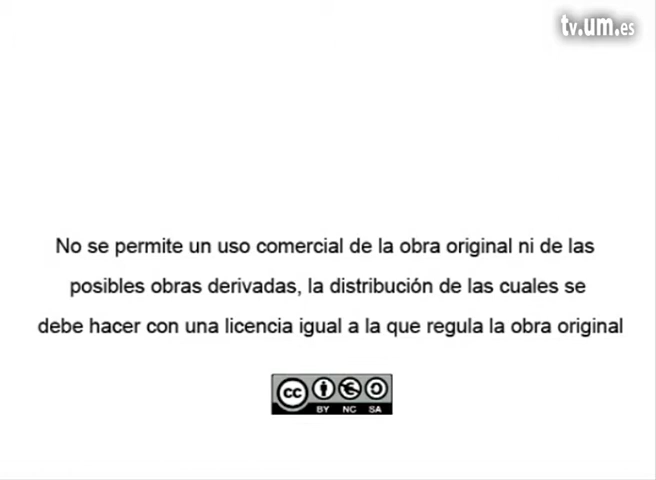 tv.um.es
No se permite un uso comercial de la obra original ni de las
posibles obras derivadas, la distribución de las cuales se
debe hacer con una licencia igual a la que regula la obra original
cc
BY NC SA